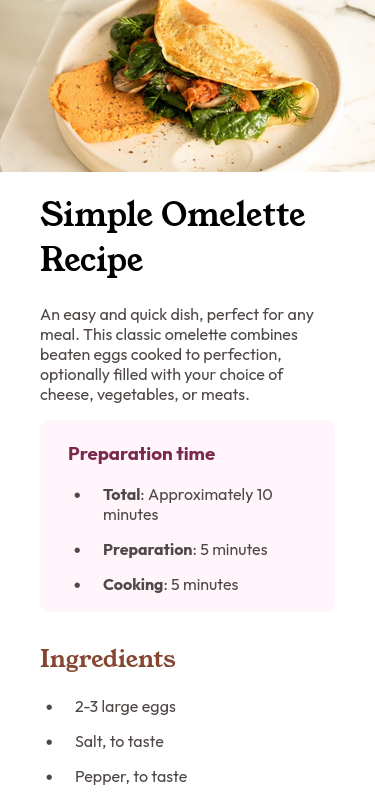 Simple Omelette
Recipe
An easy and quick dish, perfect for any
meal. This classic omelette combines
beaten eggs cooked to perfection,
optionally filled with your choice of
cheese, vegetables, or meats.
Preparation time
• Total: Approximately 10
minutes
• Preparation: 5 minutes
• Cooking: 5 minutes
Ingredients
• 2-3 large eggs
• Salt, to taste
• Pepper, to taste